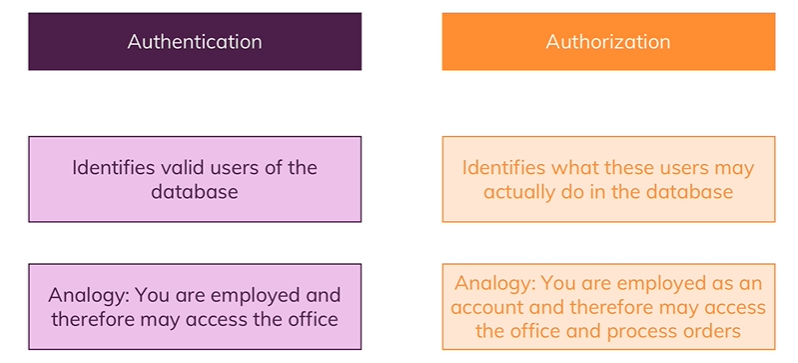 Authentication
Authorization
Identifies valid users of the
database
Identifies what these users may
actually do in the database
Analogy: You are employed and
therefore may access the office
Analogy: You are employed as an
account and therefore may access
the office and process orders